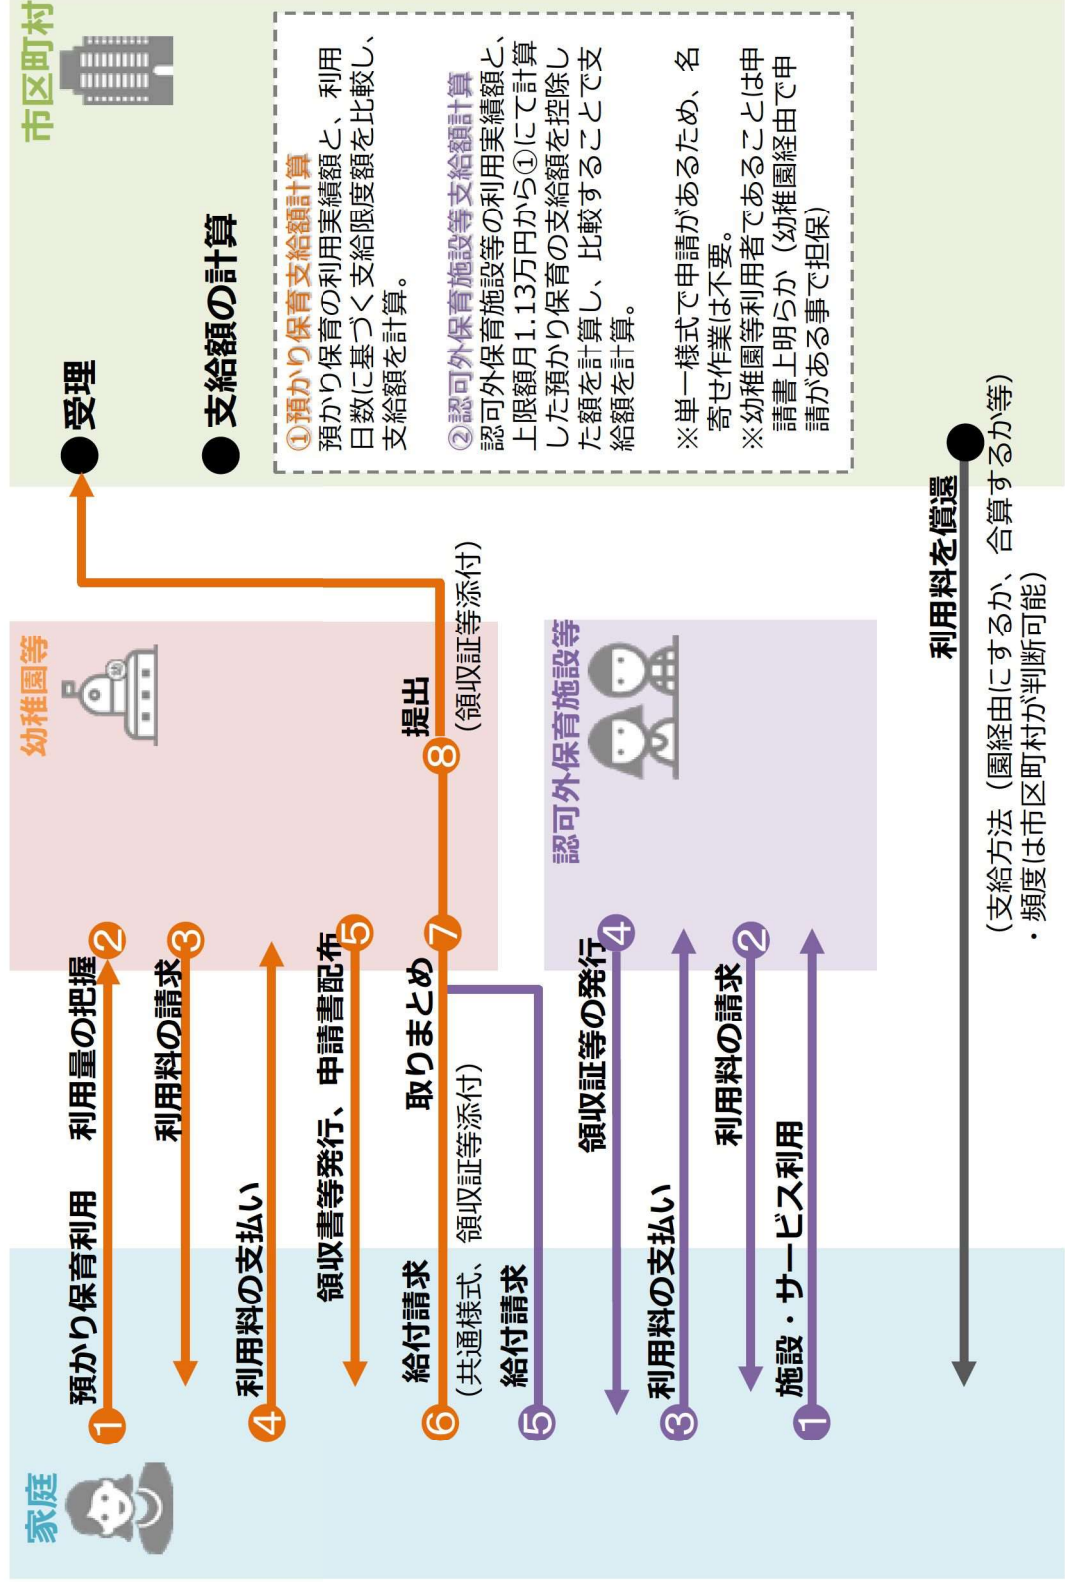 家庭
幼稚園等
市区町村
①
預かり保育利用
利用量の把握
②
利用料の請求
③
④
利用料の支払い
領収書等発行、申請書配布
⑤
⑥
給付請求
(共通様式、領収証等添付)
取りまとめ
⑦
⑧
提出
(領収証等添付)
⑤
給付請求
認可外保育施設等
領収証等の発行
④
③
利用料の支払い
利用料の請求
②
①
施設・サービス利用
●受理
●支給額の計算
①預かり保育支給額計算
預かり保育の利用実績額と、利用
日数に基づく支給限度額を比較し、
支給額を計算。
②認可外保育施設等支給額計算
認可外保育施設等の利用実績額と、
上限額月1.13万円から①にて計算
した預かり保育の支給額を控除し
た額を計算し、比較することで支
給額を計算。
※単一様式で申請があるため、名
寄せ作業は不要。
※幼稚園等利用者であることは申
請書上明らか(幼稚園経由で申
請がある事で担保)
利用料を償還
(支給方法(園経由にするか、合算するか等)
・頻度は市区町村が判断可能)